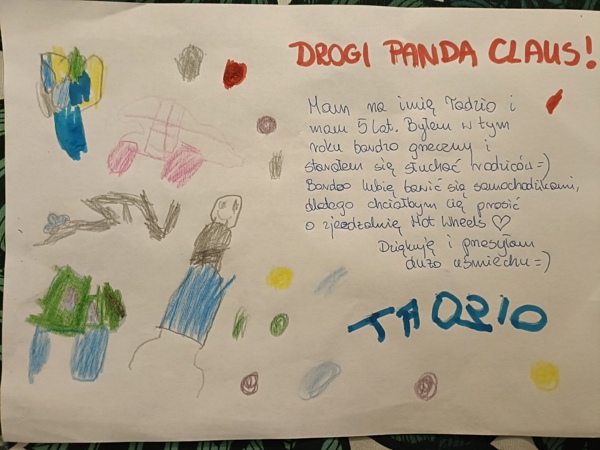 DROGI PANDA CLAUS!
Mam na imię Tadzio i
mam 5 lat. Byłem w tym
roku bardzo grzeczny i
starałem się słuchać rodziców =)
Bardzo lubię bawić się samochodzikami,
dlatego chciałbym Cię prosić
o zjeżdżalnię Hot Wheels ♡
Dziękuję i przesyłam
dużo uśmiechu =)
TADZIO